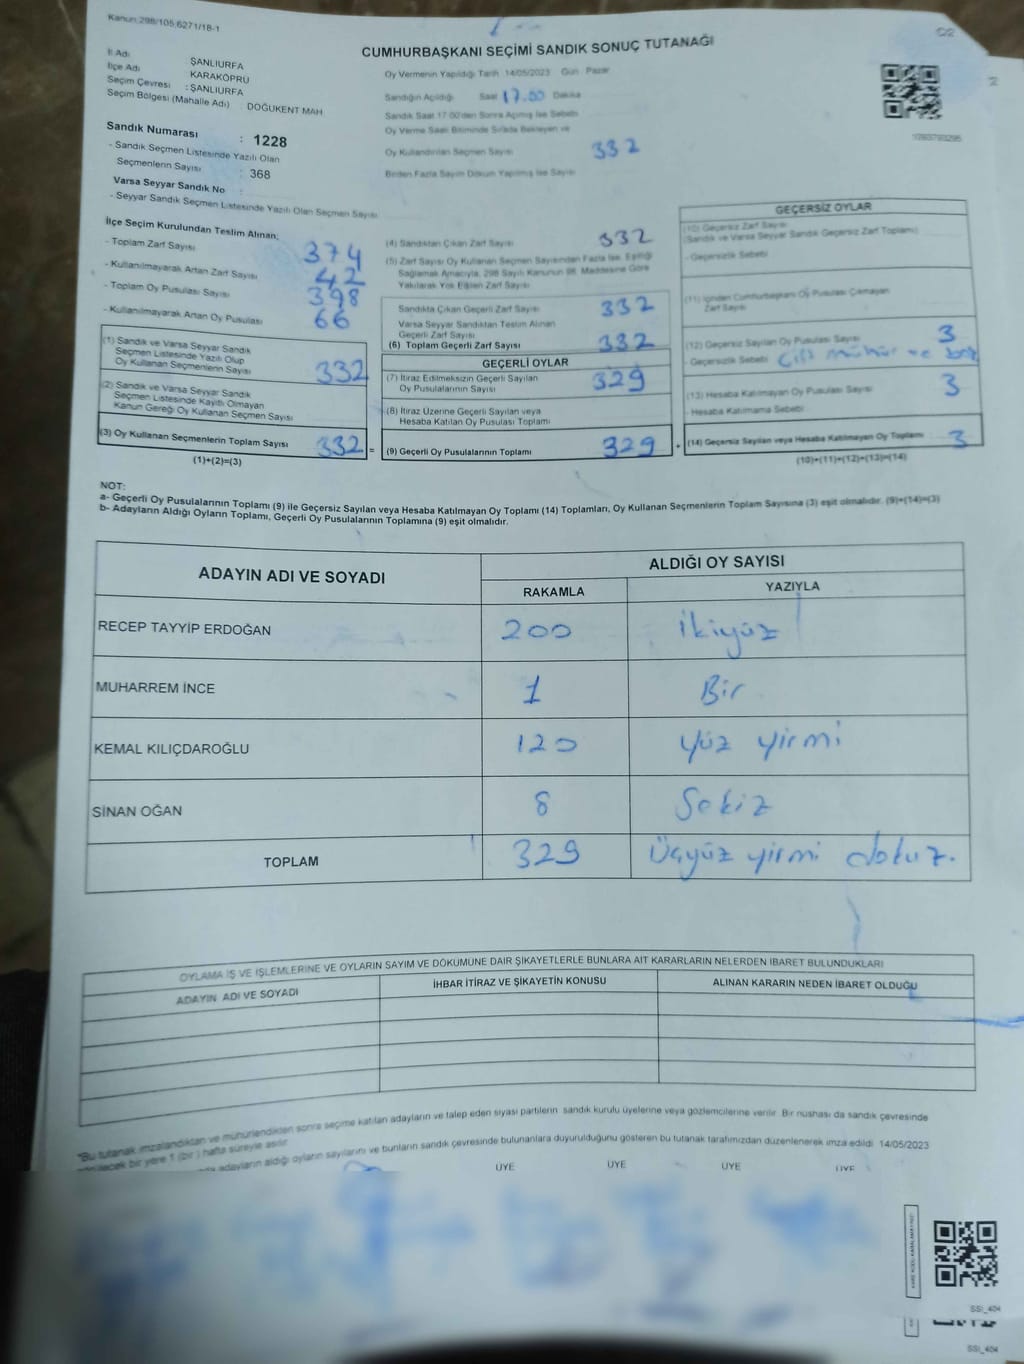 Kanun:298/105,6271/18-1
CUMHURBAŞKANI SEÇİMİ SANDIK SONUÇ TUTANAĞI
İl Adı : ŞANLIURFA
İlçe Adı : KARAKÖPRÜ
Seçim Çevresi : ŞANLIURFA
Seçim Bölgesi (Mahalle Adı) : DOĞUKENT MAH
Sandık Numarası : 1228
- Sandık Seçmen Listesinde Yazılı Olan
Seçmenlerin Sayısı : 368
Varsa Seyyar Sandık No :
- Seyyar Sandık Seçmen Listesinde Yazılı Olan Seçmen Sayısı
Oy Vermenin Yapıldığı Tarih 14/05/2023 Gün : Pazar
Sandığın Açıldığı Saat 17.00 Dakika
Sandık Saat 17:00'den Sonra Açılmış İse Sebebi
Oy Verme Saati Bitiminde Sırada Bekleyen ve
Oy Kullandırılan Seçmen Sayısı 332
Birden Fazla Sayım Döküm Yapılmış İse Sayısı
İlçe Seçim Kurulundan Teslim Alınan;
- Toplam Zarf Sayısı 374
- Kullanılmayarak Artan Zarf Sayısı 42
- Toplam Oy Pusulası Sayısı 398
- Kullanılmayarak Artan Oy Pusulası 66
(1) Sandık ve Varsa Seyyar Sandık
Seçmen Listesinde Yazılı Olup
Oy Kullanan Seçmenlerin Sayısı 332
(2) Sandık ve Varsa Seyyar Sandık
Seçmen Listesinde Kayıtlı Olmayan
Kanun Gereği Oy Kullanan Seçmen Sayısı
(3) Oy Kullanan Seçmenlerin Toplam Sayısı 332 =
(1)+(2)=(3)
(4) Sandıktan Çıkan Zarf Sayısı 332
(5) Zarf Sayısı Oy Kullanan Seçmen Sayısından Fazla İse, Eşitliği
Sağlamak Amacıyla, 298 Sayılı Kanunun 98. Maddesine Göre
Yakılarak Yok Edilen Zarf Sayısı
Sandıkta Çıkan Geçerli Zarf Sayısı 332
Varsa Seyyar Sandıktan Teslim Alınan
Geçerli Zarf Sayısı
(6) Toplam Geçerli Zarf Sayısı 332
GEÇERLİ OYLAR
(7) İtiraz Edilmeksizin Geçerli Sayılan
Oy Pusulalarının Sayısı 329
(8) İtiraz Üzerine Geçerli Sayılan veya
Hesaba Katılan Oy Pusulası Toplamı
(9) Geçerli Oy Pusulalarının Toplamı 329 +
GEÇERSİZ OYLAR
(10) Geçersiz Zarf Sayısı
(Sandık ve Varsa Seyyar Sandık Geçersiz Zarf Toplamı)
- Geçersizlik Sebebi
(11) İçinden Cumhurbaşkanı Oy Pusulası Çıkmayan
Zarf Sayısı
(12) Geçersiz Sayılan Oy Pusulası Sayısı 3
- Geçersizlik Sebebi Çift mühür ve
(13) Hesaba Katılmayan Oy Pusulası Sayısı 3
- Hesaba Katılmama Sebebi
(14) Geçersiz Sayılan veya Hesaba Katılmayan Oy Toplamı 3
(10)+(11)+(12)+(13)=(14)
NOT:
a- Geçerli Oy Pusulalarının Toplamı (9) ile Geçersiz Sayılan veya Hesaba Katılmayan Oy Toplamı (14) Toplamları, Oy Kullanan Seçmenlerin Toplam Sayısına (3) eşit olmalıdır. (9)+(14)=(3)
b- Adayların Aldığı Oyların Toplamı, Geçerli Oy Pusulalarının Toplamına (9) eşit olmalıdır.
ADAYIN ADI VE SOYADI ALDIĞI OY SAYISI
RAKAMLA YAZIYLA
RECEP TAYYİP ERDOĞAN 200 ikiyüz
MUHARREM İNCE 1 Bir
KEMAL KILIÇDAROĞLU 120 yüz yirmi
SİNAN OĞAN 8 Sekiz
TOPLAM 329 Üçyüz yirmi dokuz.
OYLAMA İŞ VE İŞLEMLERİNE VE OYLARIN SAYIM VE DÖKÜMÜNE DAİR ŞİKAYETLERLE BUNLARA AİT KARARLARIN NELERDEN İBARET BULUNDUKLARI
ADAYIN ADI VE SOYADI İHBAR İTİRAZ VE ŞİKAYETİN KONUSU ALINAN KARARIN NEDEN İBARET OLDUĞU
*Bu tutanak imzalandıktan ve mühürlendikten sonra seçime katılan adayların ve talep eden siyasi partilerin sandık kurulu üyelerine veya gözlemcilerine verilir. Bir nüshası da sandık çevresinde
bir yere 1 (bir) hafta süreyle asılır.
adayların aldığı oyların sayılarını ve bunların sandık çevresinde bulunanlara duyurulduğunu gösteren bu tutanak tarafımızdan düzenlenerek imza edildi. 14/05/2023
ÜYE ÜYE ÜYE ÜYE
SSİ_404
SSİ_404